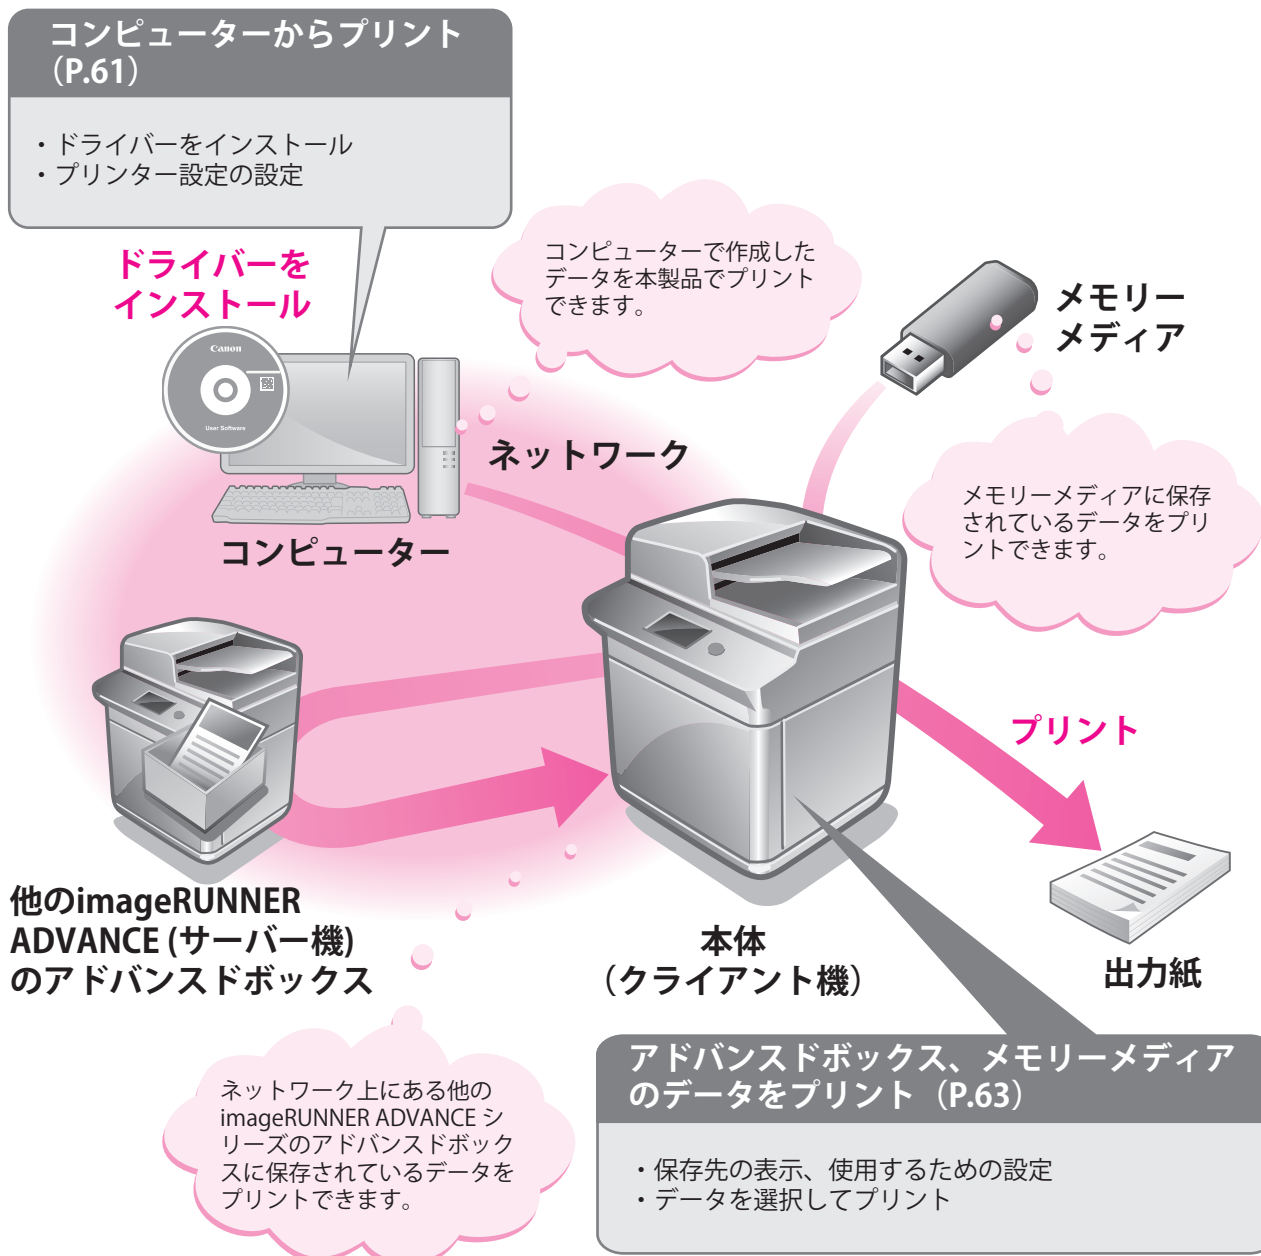 コンピューターからプリント
（P.61）
・ドライバーをインストール
・プリンター設定の設定
ドライバーを
インストール
コンピューターで作成した
データを本製品でプリント
できます。
メモリー
メディア
Canon
User Software
ネットワーク
コンピューター
メモリーメディアに保存
されているデータをプリ
ントできます。
プリント
他のimageRUNNER
ADVANCE (サーバー機)
のアドバンスドボックス
本体
（クライアント機）
出力紙
ネットワーク上にある他の
imageRUNNER ADVANCE シ
リーズのアドバンスドボック
スに保存されているデータを
プリントできます。
アドバンスドボックス、メモリーメディア
のデータをプリント（P.63）
・保存先の表示、使用するための設定
・データを選択してプリント